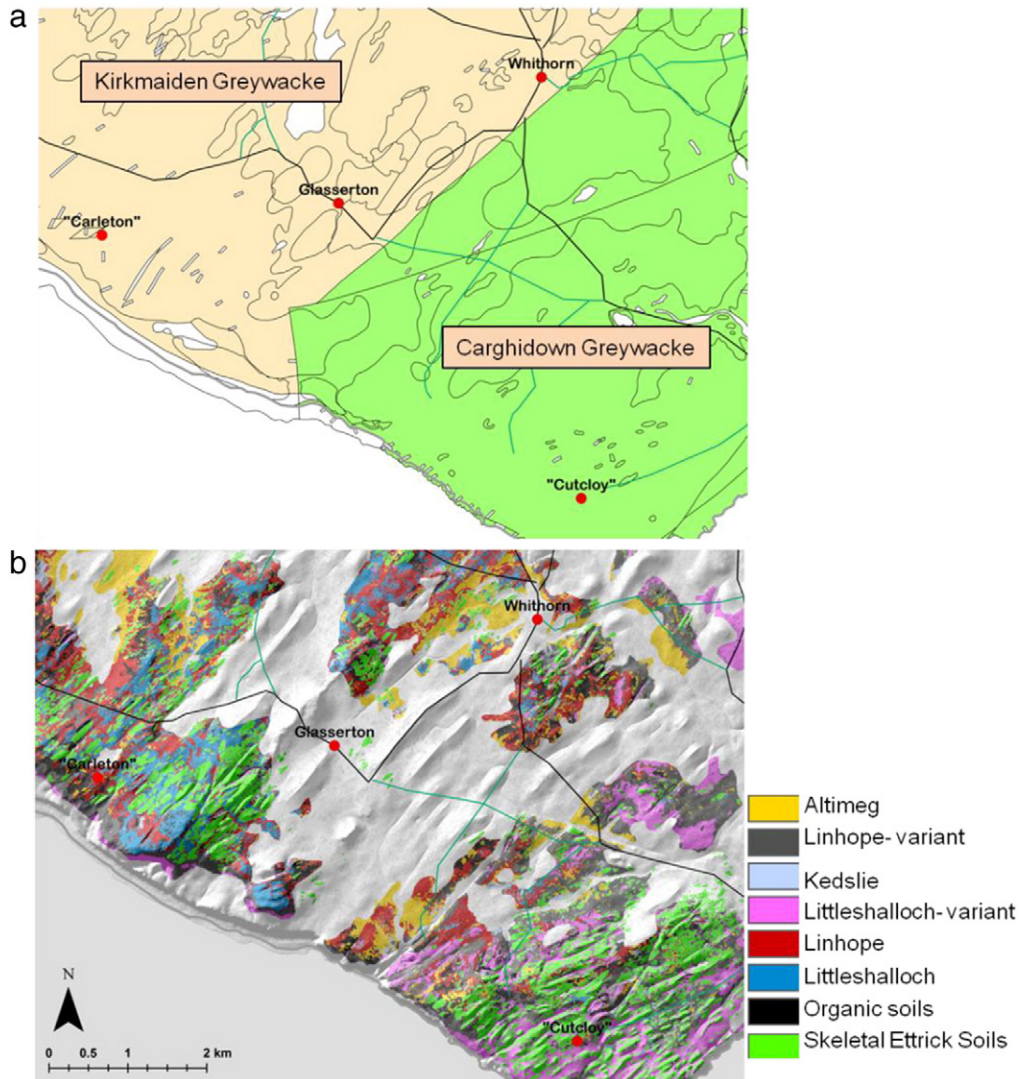 a
Kirkmaiden Greywacke
Whithorn
Glasserton
"Carleton"
Carghidown Greywacke
"Cutcloy"
b
Whithorn
Glasserton
"Carleton"
"Cutcloy"
N
0 0.5 1 2 km
Altimeg
Linhope- variant
Kedslie
Littleshalloch- variant
Linhope
Littleshalloch
Organic soils
Skeletal Ettrick Soils